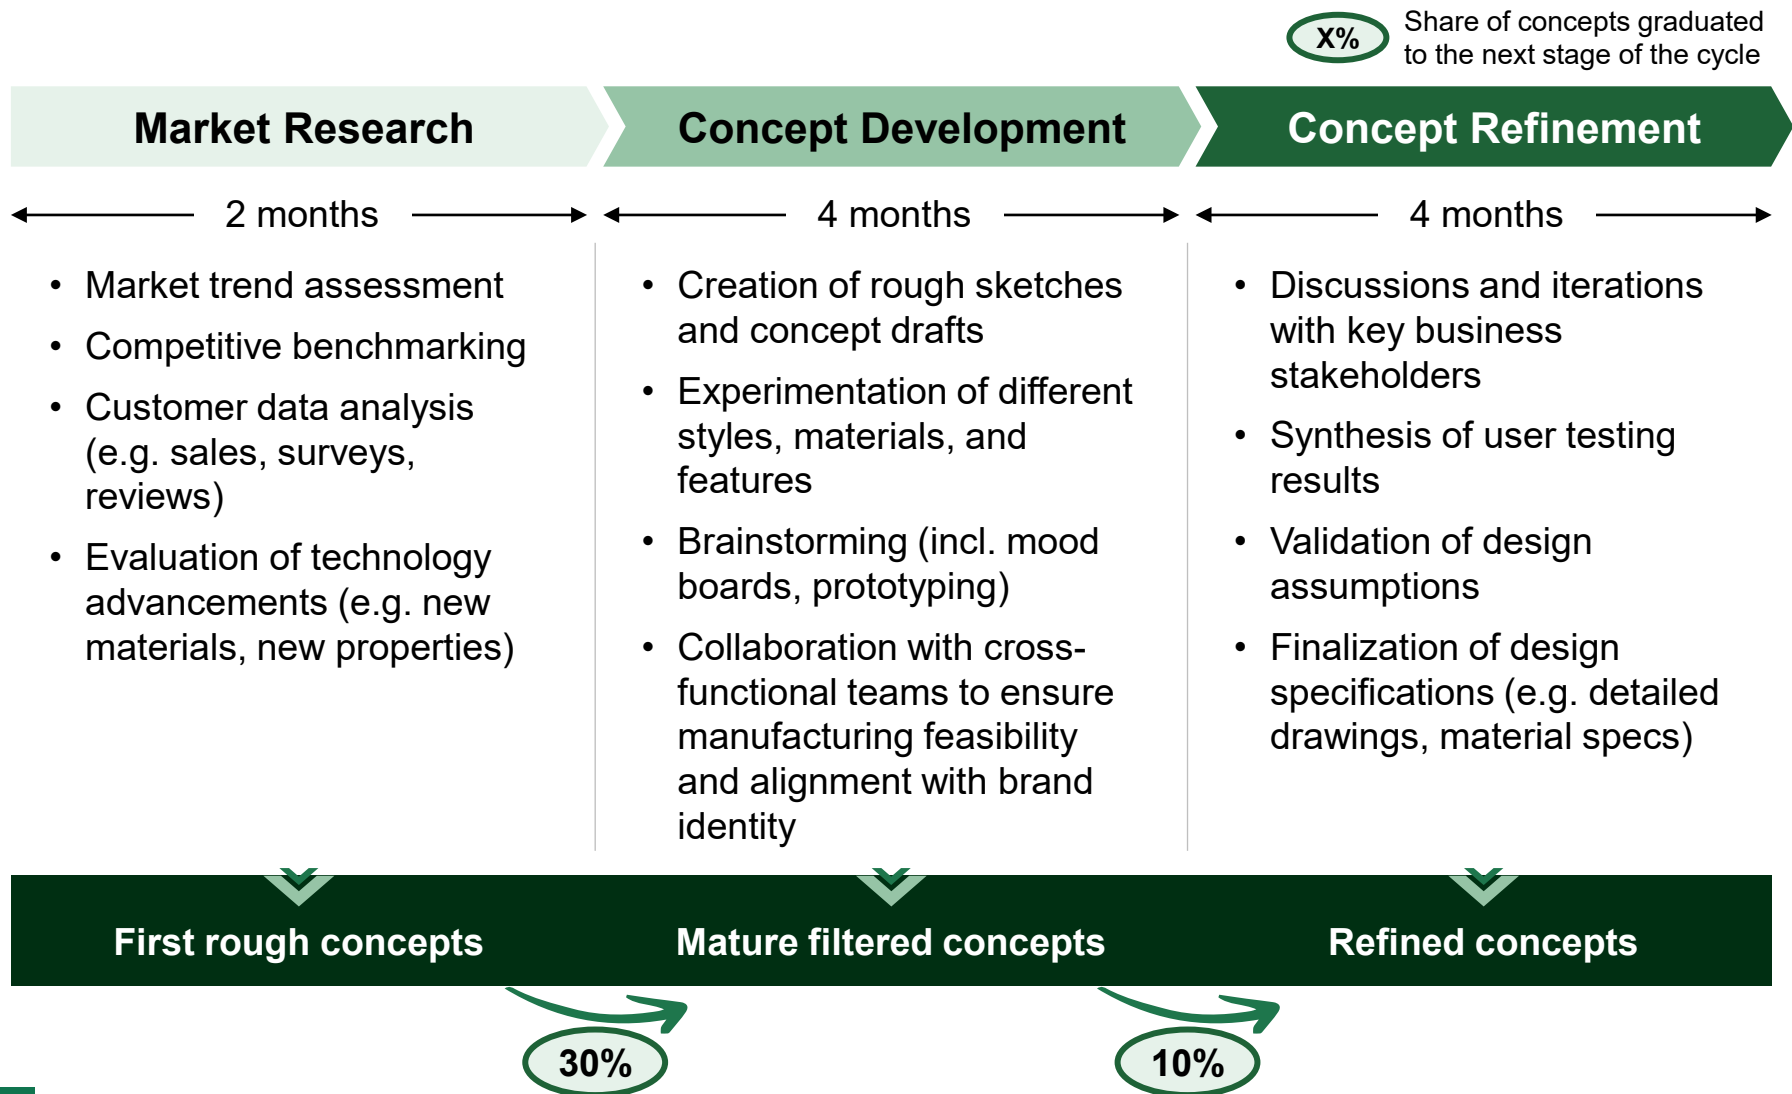 X%
Share of concepts graduated
to the next stage of the cycle
Market Research
Concept Development
Concept Refinement
2 months
4 months
4 months
• Market trend assessment
• Competitive benchmarking
• Customer data analysis
(e.g. sales, surveys,
reviews)
• Evaluation of technology
advancements (e.g. new
materials, new properties)
• Creation of rough sketches
and concept drafts
• Experimentation of different
styles, materials, and
features
• Brainstorming (incl. mood
boards, prototyping)
• Collaboration with cross-
functional teams to ensure
manufacturing feasibility
and alignment with brand
identity
• Discussions and iterations
with key business
stakeholders
• Synthesis of user testing
results
• Validation of design
assumptions
• Finalization of design
specifications (e.g. detailed
drawings, material specs)
First rough concepts
Mature filtered concepts
Refined concepts
30%
10%